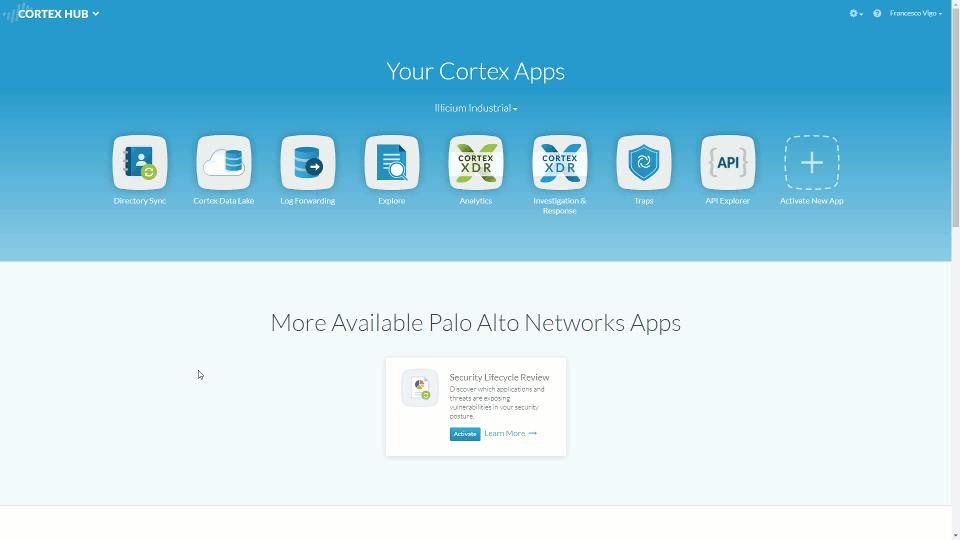 CORTEX HUB
Francesco Vigo
Your Cortex Apps
Illicium Industrial
CORTEX
XDR
CORTEX
XDR
{API}
Directory Sync
Cortex Data Lake
Log Forwarding
Explore
Analytics
Investigation &
Response
Traps
API Explorer
Activate New App
More Available Palo Alto Networks Apps
Security Lifecycle Review
Discover which applications and
threats are exposing
vulnerabilities in your security
posture.
Activate
Learn More